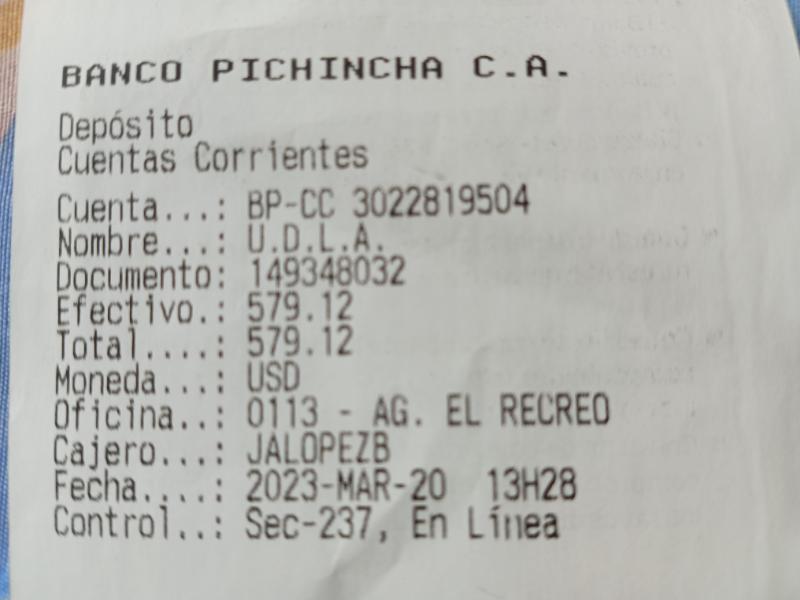 BANCO PICHINCHA C.A.
Depósito
Cuentas Corrientes
Cuenta...: BP-CC 3022819504
Nombre...: U.D.L.A.
Documento: 149348032
Efectivo.: 579.12
Total....: 579.12
Moneda...: USD
Oficina..: 0113 - AG. EL RECREO
Cajero...: JALOPEZB
Fecha....: 2023-MAR-20 13H28
Control..: Sec-237, En Línea